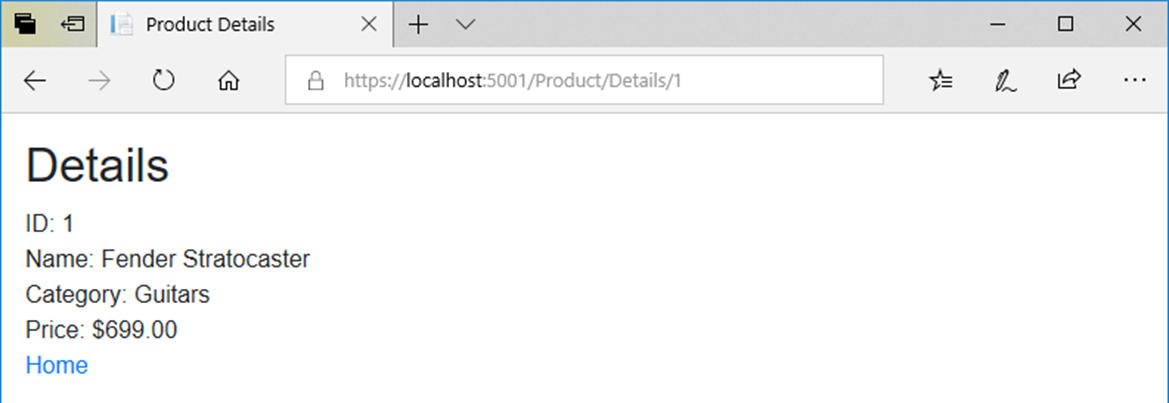 Product Details
https://localhost:5001/Product/Details/1
Details
ID: 1
Name: Fender Stratocaster
Category: Guitars
Price: $699.00
Home